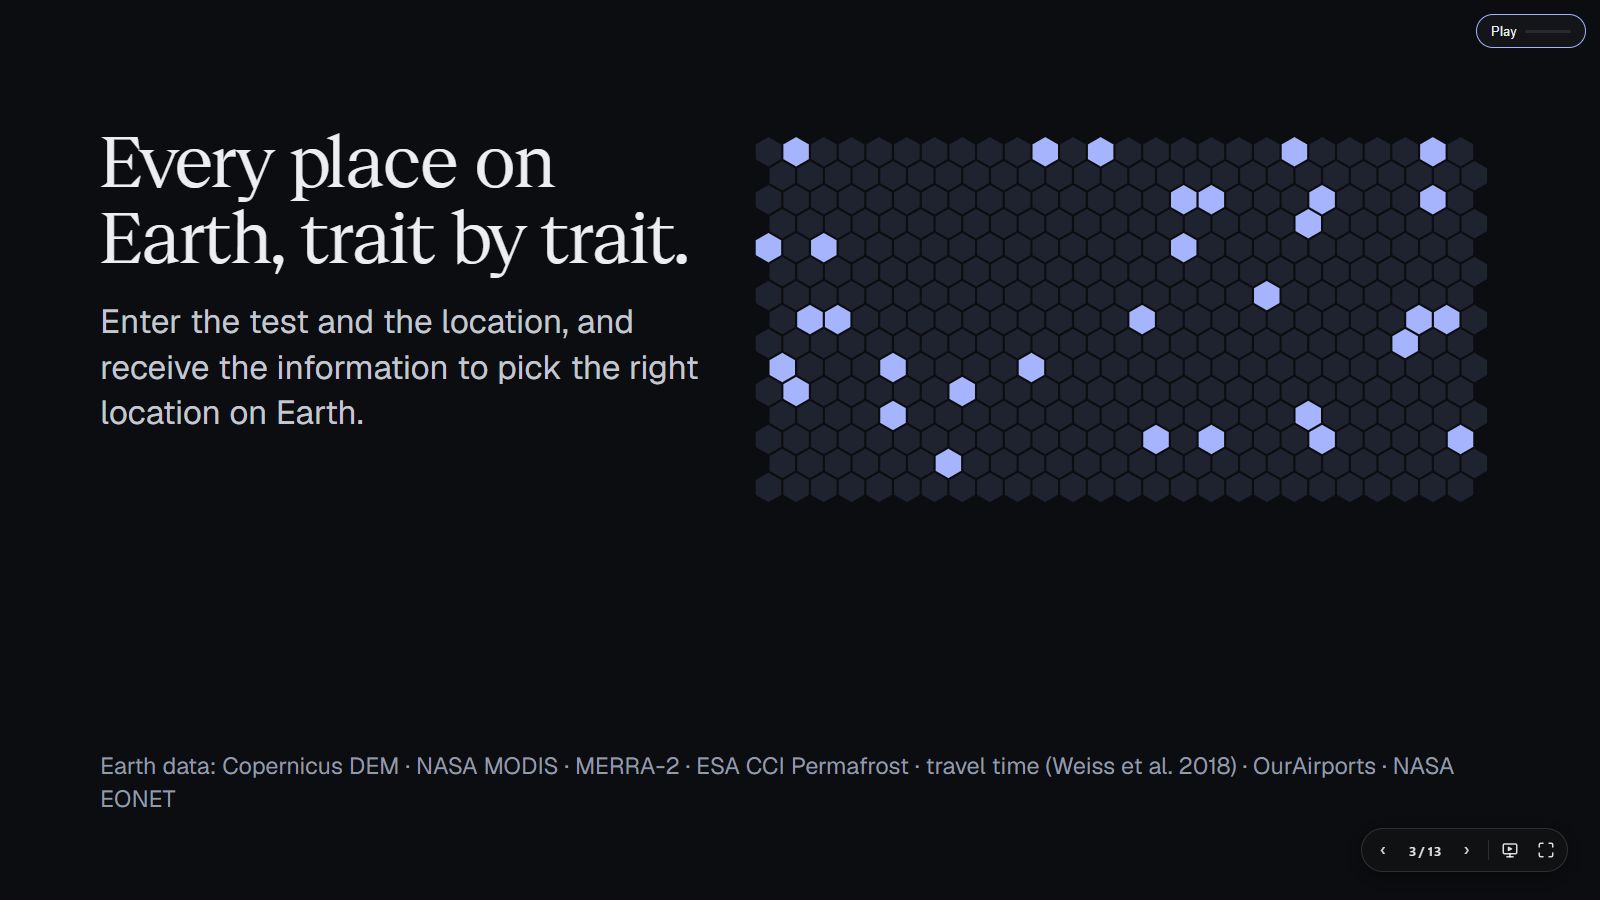 Play
Every place on
Earth, trait by trait.
Enter the test and the location, and
receive the information to pick the right
location on Earth.
Earth data: Copernicus DEM · NASA MODIS · MERRA-2 · ESA CCI Permafrost · travel time (Weiss et al. 2018) · OurAirports · NASA
EONET
‹ 3 / 13 ›